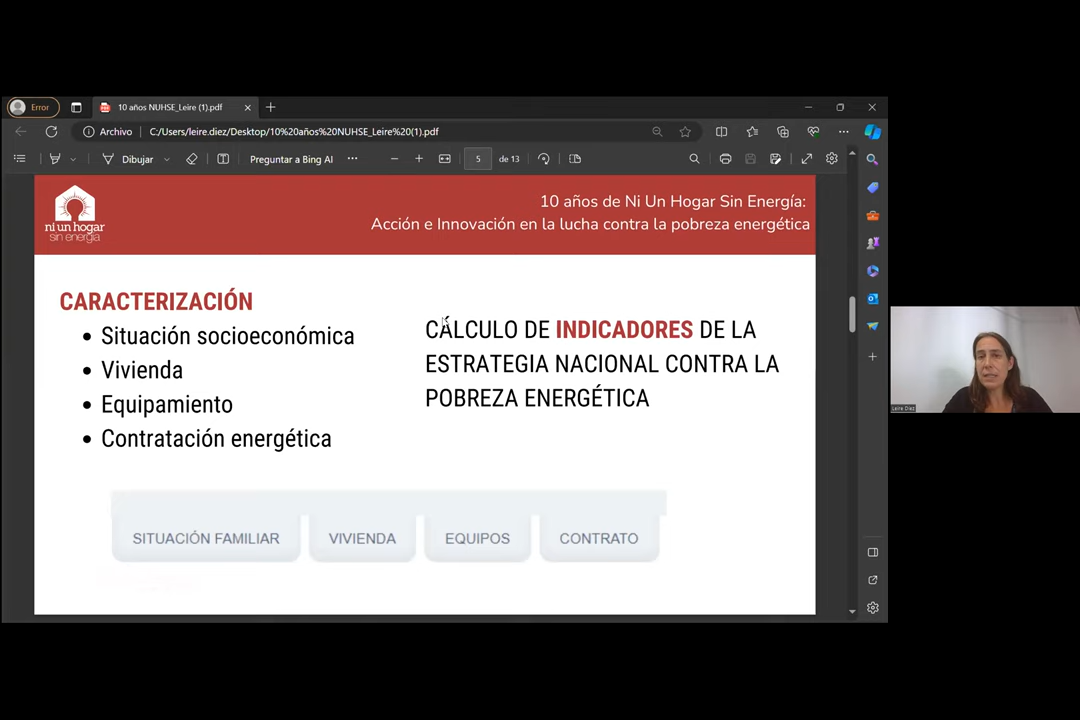 Error
10 años NUHSE_Leire (1).pdf
Archivo
C:/Users/leire.diez/Desktop/10%20años%20NUHSE_Leire%20(1).pdf
Dibujar
Preguntar a Bing AI
5
de 13
ni un hogar
sin energía
10 años de Ni Un Hogar Sin Energía:
Acción e Innovación en la lucha contra la pobreza energética
CARACTERIZACIÓN
• Situación socioeconómica
• Vivienda
• Equipamiento
• Contratación energética
CÁLCULO DE INDICADORES DE LA
ESTRATEGIA NACIONAL CONTRA LA
POBREZA ENERGÉTICA
SITUACIÓN FAMILIAR
VIVIENDA
EQUIPOS
CONTRATO
Leire Díez